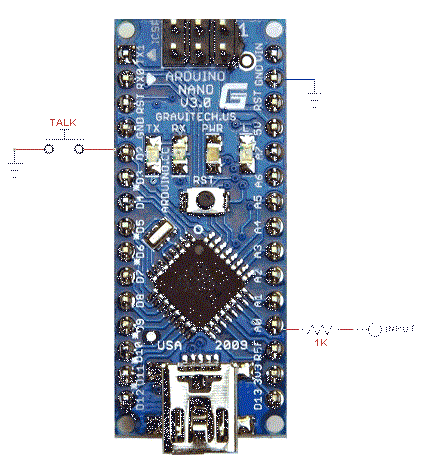 ICSP
1
TX1
VIN
RX0
GND
ARDUINO
NANO
V3.0
G
RST
RST
GRAVITECH.US
GND
5V
TALK
TX
RX
PWR
L
D2
A7
D3
A6
ARDUINO.CC
RST
D4
A5
D5
A4
D6
A3
D7
A2
D8
A1
D9
A0
INPUT
1K
USA
2009
D10
REF
D11
3V3
D12
D13